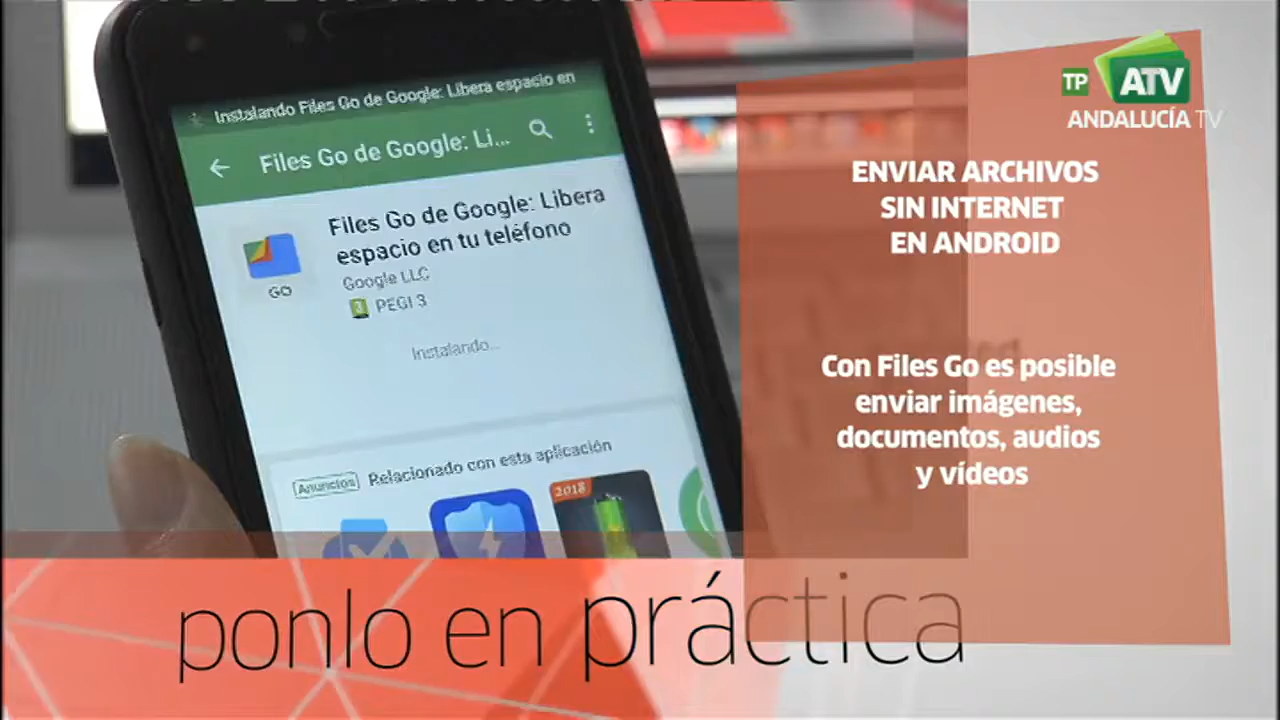 Instalando Files Go de Google: Libera espacio en
Files Go de Google: Li...
Files Go de Google: Libera
espacio en tu teléfono
Google LLC
3 PEGI 3
GO
Instalando...
Anuncios Relacionado con esta aplicación
2018
TP ATV
ANDALUCÍA TV
ENVIAR ARCHIVOS
SIN INTERNET
EN ANDROID
Con Files Go es posible
enviar imágenes,
documentos, audios
y vídeos
ponlo en práctica